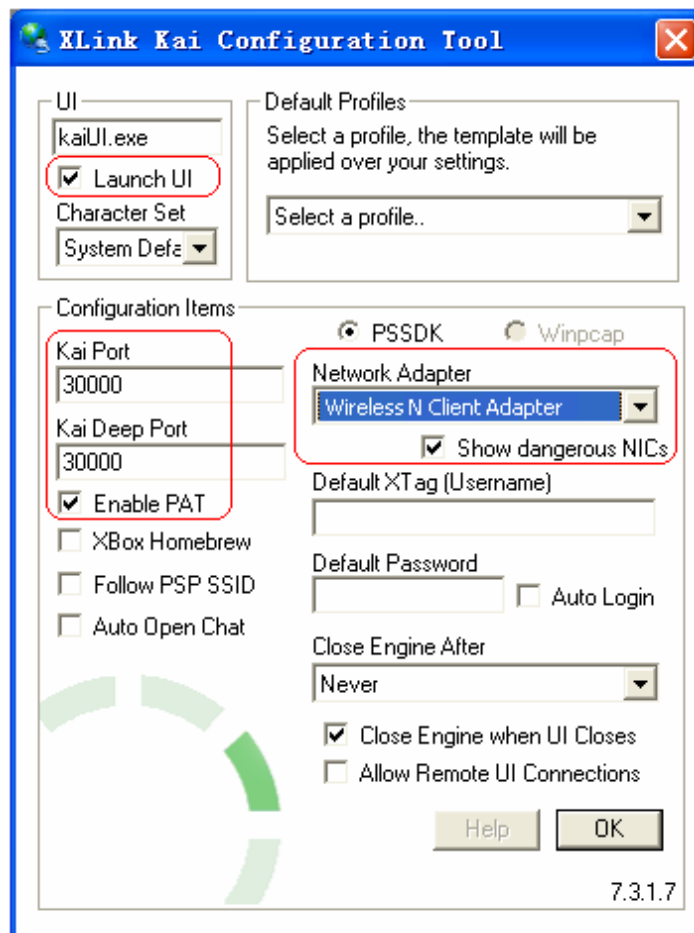 XLink Kai Configuration Tool
UI
kaiUI.exe
Launch UI
Character Set
System Defa
Default Profiles
Select a profile, the template will be
applied over your settings.
Select a profile..
Configuration Items
PSSDK
Winpcap
Kai Port
30000
Kai Deep Port
30000
Enable PAT
XBox Homebrew
Follow PSP SSID
Auto Open Chat
Network Adapter
Wireless N Client Adapter
Show dangerous NICs
Default XTag (Username)
Default Password
Auto Login
Close Engine After
Never
Close Engine when UI Closes
Allow Remote UI Connections
Help
OK
7.3.1.7